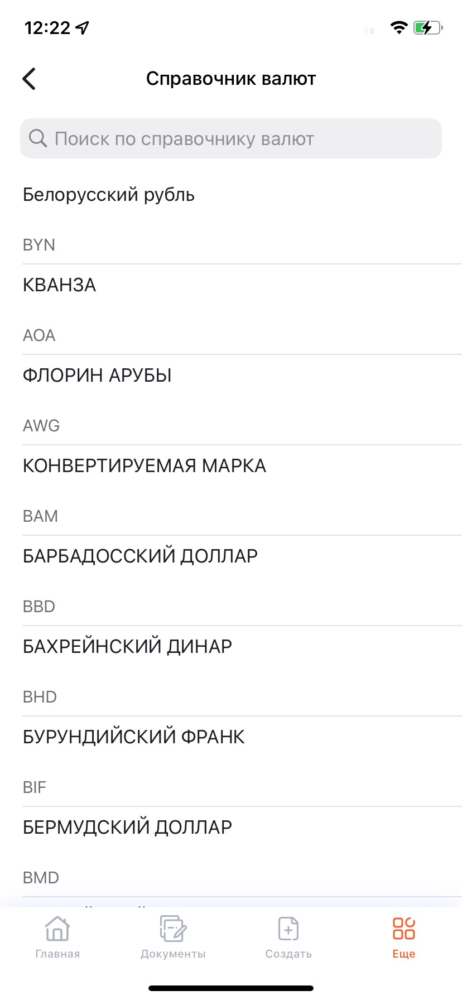 12:22
Справочник валют
Поиск по справочнику валют
Белорусский рубль
BYN
КВАНЗА
AOA
ФЛОРИН АРУБЫ
AWG
КОНВЕРТИРУЕМАЯ МАРКА
BAM
БАРБАДОССКИЙ ДОЛЛАР
BBD
БАХРЕЙНСКИЙ ДИНАР
BHD
БУРУНДИЙСКИЙ ФРАНК
BIF
БЕРМУДСКИЙ ДОЛЛАР
BMD
Главная
Документы
Создать
Еще